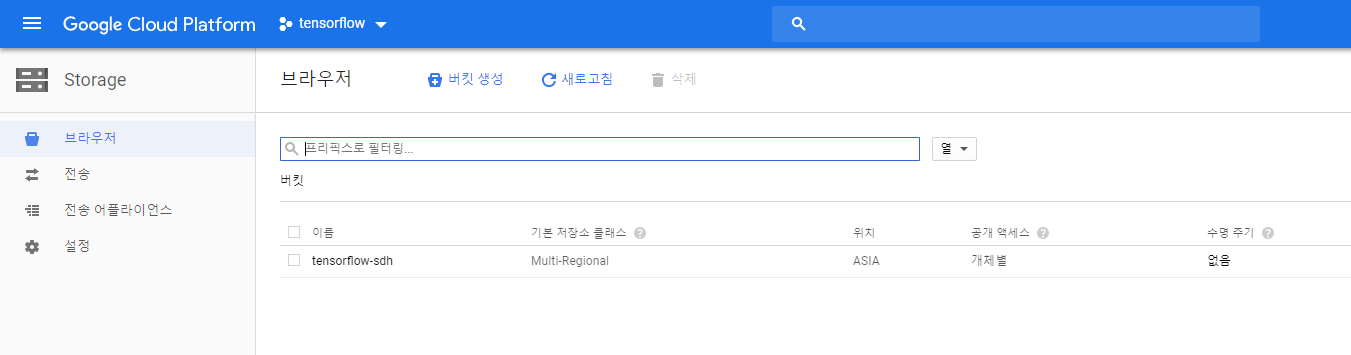 Google Cloud Platform tensorflow
Storage
브라우저
전송
전송 어플라이언스
설정
브라우저 버킷 생성 새로고침 삭제
프리픽스로 필터링... 열
버킷
이름 기본 저장소 클래스 위치 공개 액세스 수명 주기
tensorflow-sdh Multi-Regional ASIA 개체별 없음